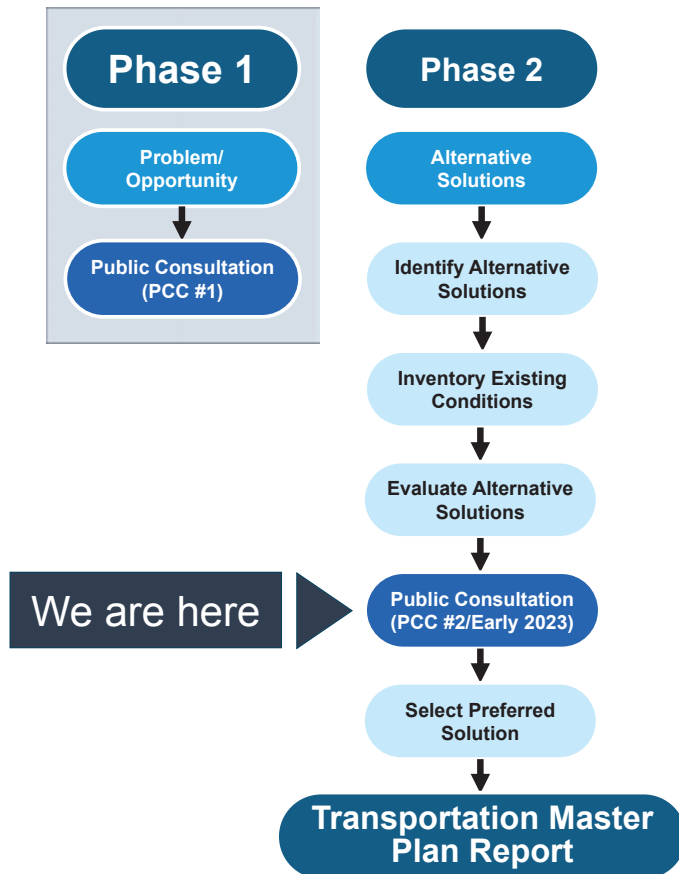 Phase 1
Problem/
Opportunity
Public Consultation
(PCC #1)
Phase 2
Alternative
Solutions
Identify Alternative
Solutions
Inventory Existing
Conditions
Evaluate Alternative
Solutions
We are here
Public Consultation
(PCC #2/Early 2023)
Select Preferred
Solution
Transportation Master
Plan Report